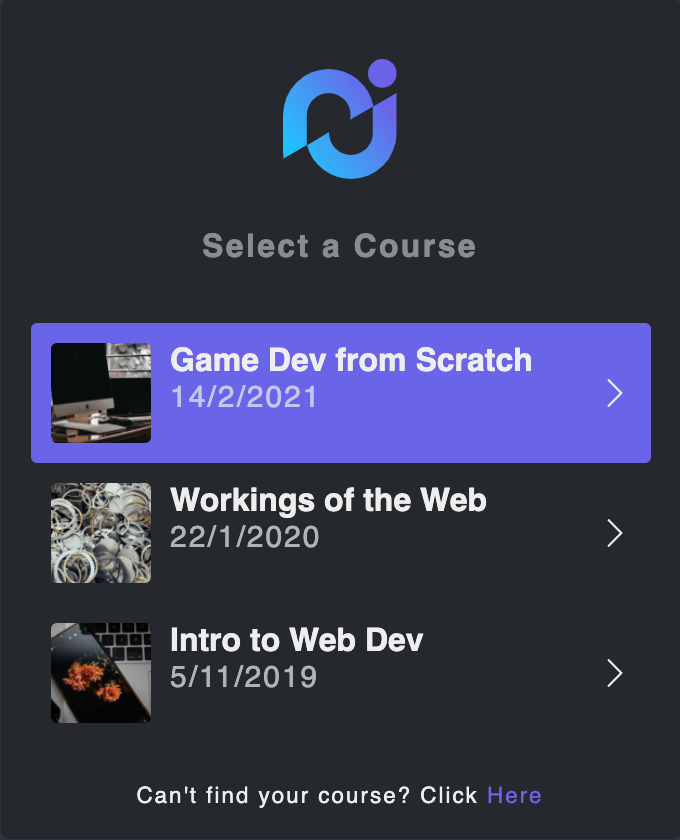 Select a Course
Game Dev from Scratch
14/2/2021
Workings of the Web
22/1/2020
Intro to Web Dev
5/11/2019
Can't find your course? Click Here